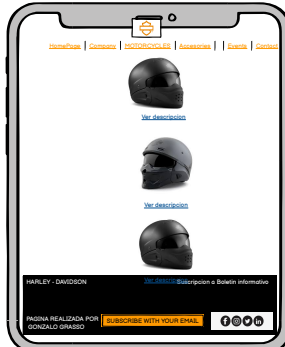 HomePage | Company | MOTORCYCLES | Accesories | | Events | Contact
Ver descripcion
Ver descripcion
Ver descripcion
HARLEY - DAVIDSON
Suscripcion a Boletin informativo
PAGINA REALIZADA POR
GONZALO GRASSO
SUBSCRIBE WITH YOUR EMAIL